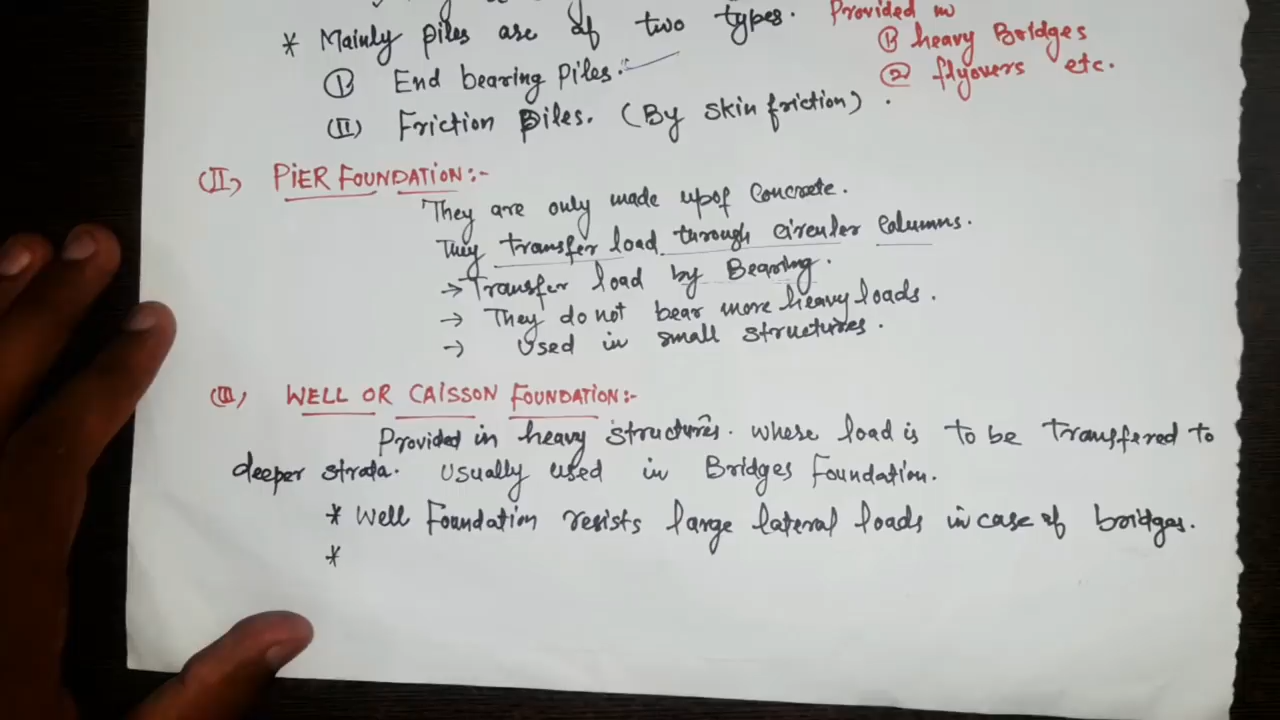 * Mainly piles are of two types. Provided in
① heavy Bridges
② flyovers etc.
(I) End bearing Piles.
(II) Friction Piles. (By skin friction).
(II) PIER FOUNDATION:-
They are only made upof Concrete.
They transfer load through circular columns.
→ Transfer load by Bearing.
→ They do not bear more heavy loads.
→ Used in small structures.
(III) WELL OR CAISSON FOUNDATION:-
Provided in heavy structures. where load is to be transfered to
deeper strata. Usually used in Bridges Foundation.
* Well Foundation resists large lateral loads in case of bridges.
*